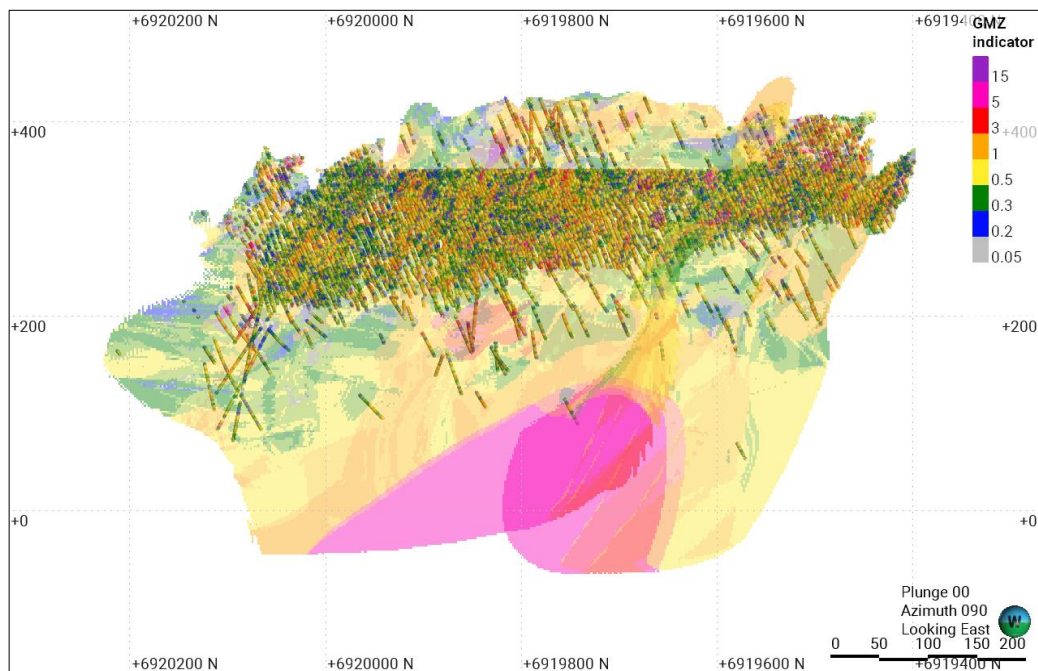 +6920200 N
+6920000 N
+6919800 N
+6919600 N
+6919400 N
GMZ
indicator
15
5
3
1
0.5
0.3
0.2
0.05
+400
+400
+200
+200
+0
+0
Plunge 00
Azimuth 090
Looking East
W
0 50 100 150 200
+6920200 N
+6920000 N
+6919800 N
+6919600 N
+6919400 N